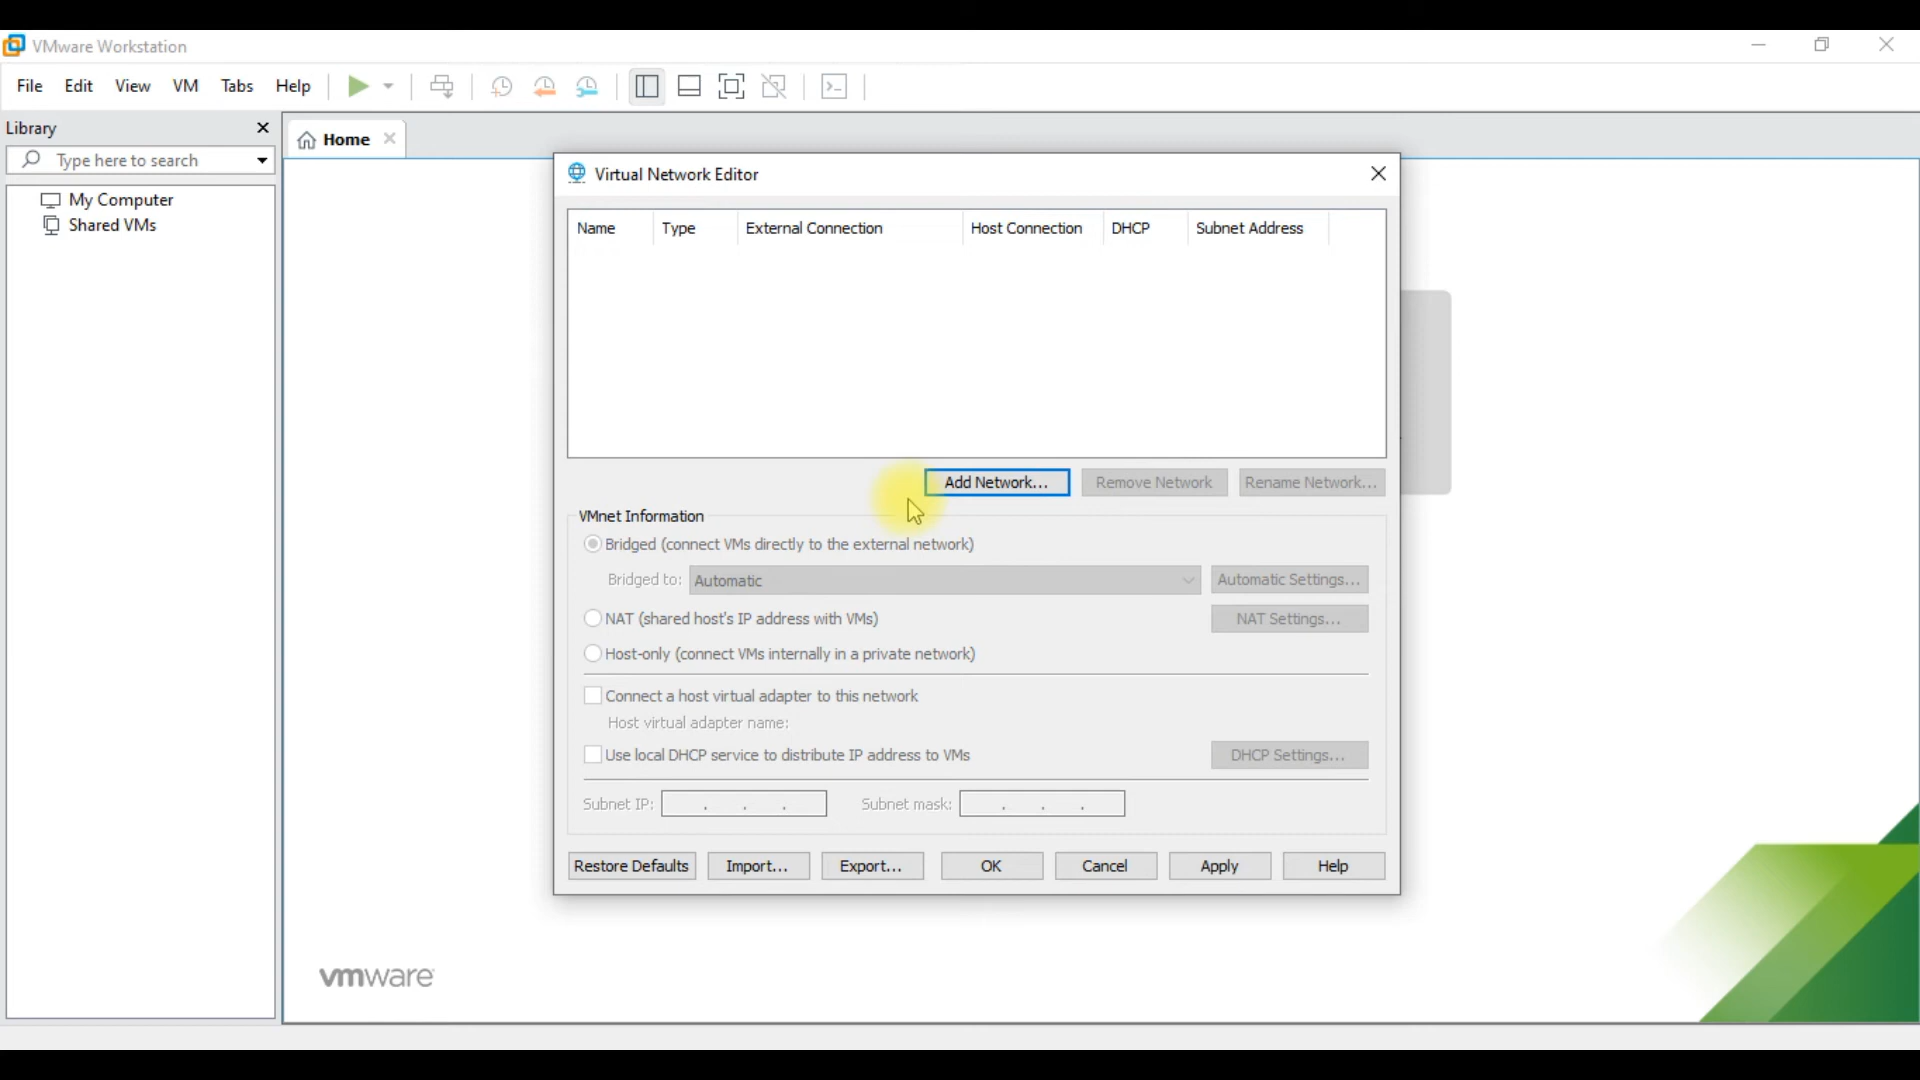 VMware Workstation
File Edit View VM Tabs Help
Library
Home
Type here to search
My Computer
Shared VMs
Virtual Network Editor
Name Type External Connection Host Connection DHCP Subnet Address
Add Network... Remove Network Rename Network...
VMnet Information
Bridged (connect VMs directly to the external network)
Bridged to: Automatic Automatic Settings...
NAT (shared host's IP address with VMs) NAT Settings...
Host-only (connect VMs internally in a private network)
Connect a host virtual adapter to this network
Host virtual adapter name:
Use local DHCP service to distribute IP address to VMs DHCP Settings...
Subnet IP: . . . Subnet mask: . . .
Restore Defaults Import... Export... OK Cancel Apply Help
vmware